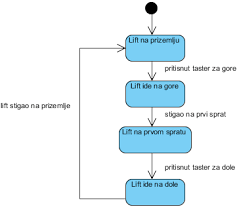 Lift na prizemlju
pritisnut taster za gore
Lift ide na gore
stigao na prvi sprat
lift stigao na prizemlje
Lift na prvom spratu
pritisnut taster za dole
Lift ide na dole